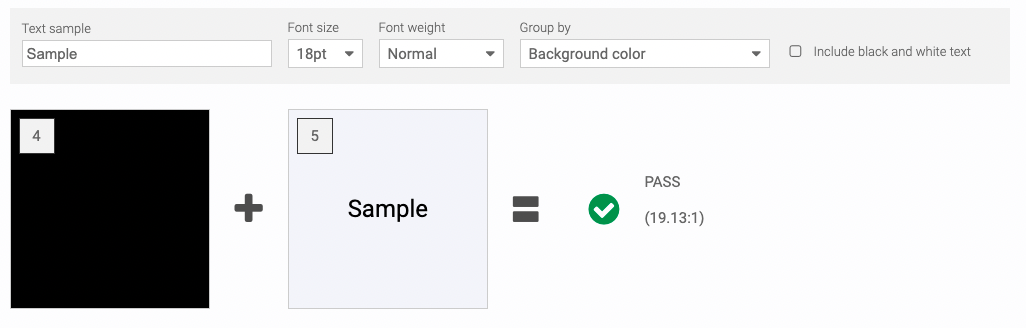 Text sample
Font size
Font weight
Group by
Sample
18pt
Normal
Background color
Include black and white text
4
5
Sample
PASS
(19.13:1)